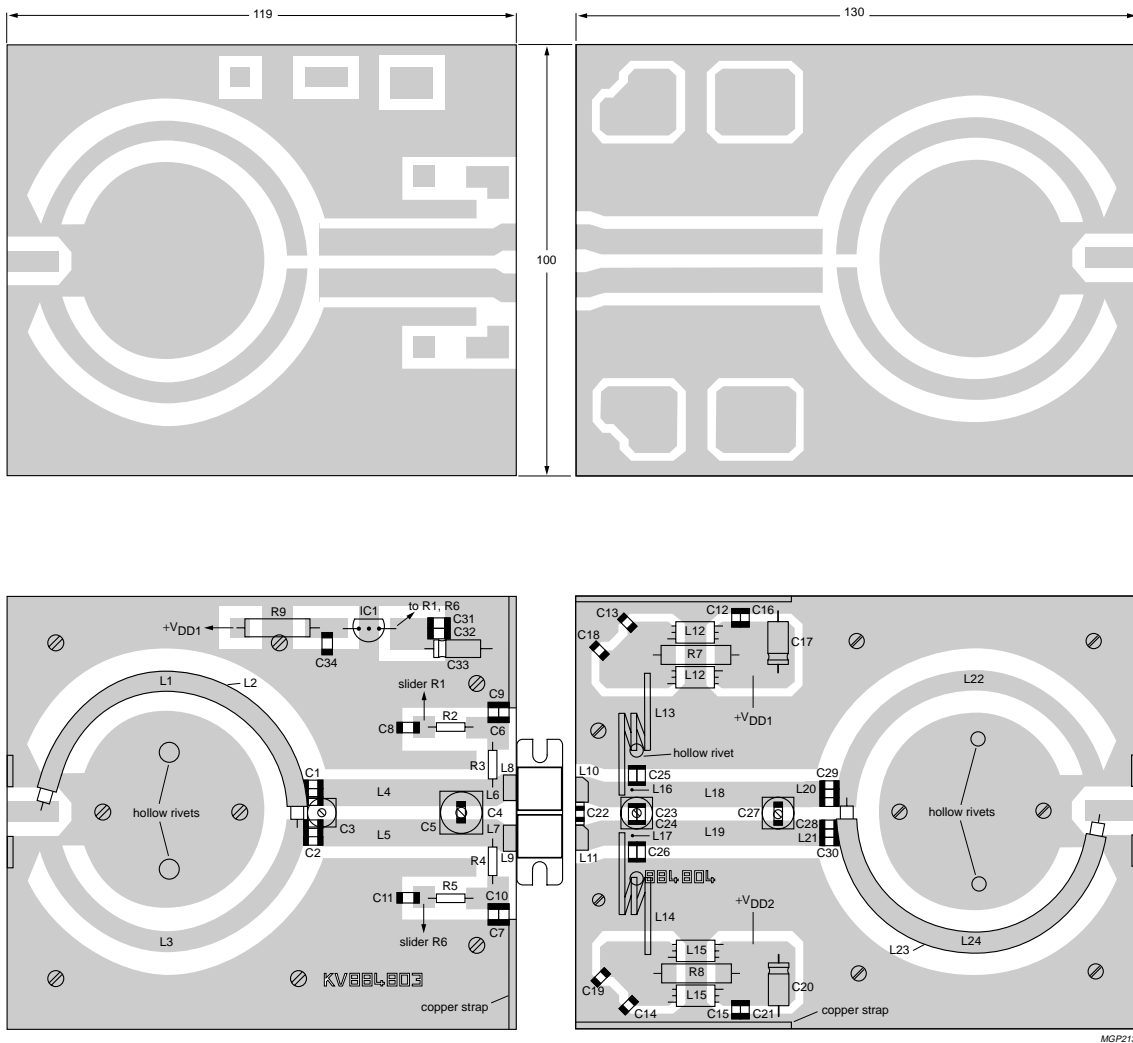 119
130
100
R9
IC1
to R1, R6
+VDD1
C31
C32
C33
C34
L1
L2
slider R1
C9
C8
R2
C6
R3
L8
C1
L4
L6
hollow rivets
C3
C5
C4
L5
L7
C2
R4
L9
C11
R5
C10
C7
L3
slider R6
KV884803
copper strap
C13
C12
C16
C18
L12
R7
C17
L12
L22
L13
+VDD1
hollow rivet
L10
C25
C29
L16
L18
L20
C22
C23
C24
C27
C28
hollow rivets
L17
L19
L21
L11
C26
C30
884804
L14
+VDD2
L15
L23
L24
R8
C19
L15
C20
C14
C15
C21
copper strap